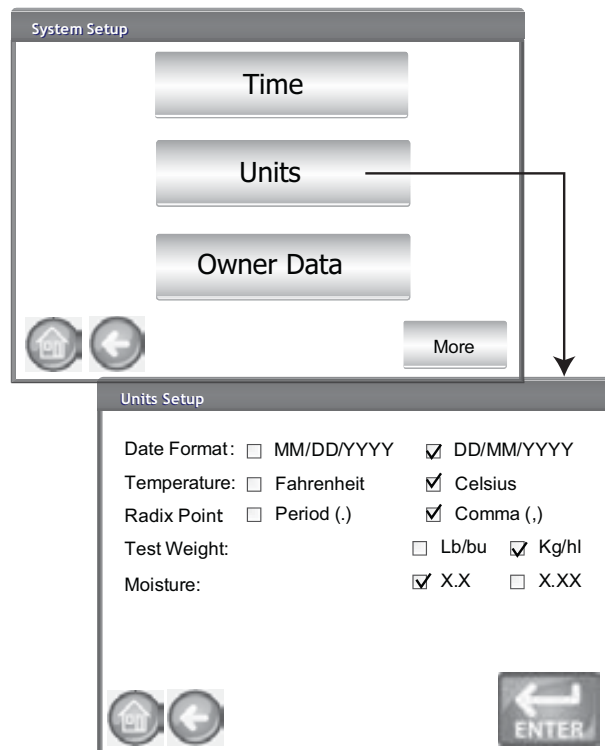 System Setup
Time
Units
Owner Data
More
Units Setup
Date Format: MM/DD/YYYY DD/MM/YYYY
Temperature: Fahrenheit Celsius
Radix Point Period (.) Comma (,)
Test Weight: Lb/bu Kg/hl
Moisture: X.X X.XX
ENTER